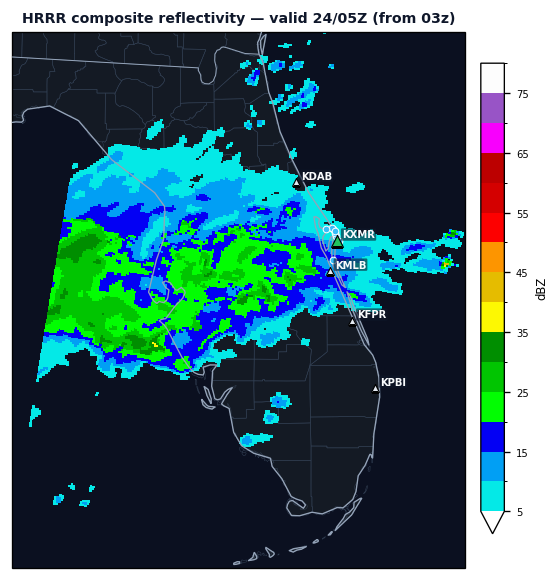 HRRR composite reflectivity — valid 24/05Z (from 03z)
KDAB
KXMR
KMLB
KFPR
KPBI
75
65
55
45
35
25
15
5
dBZ